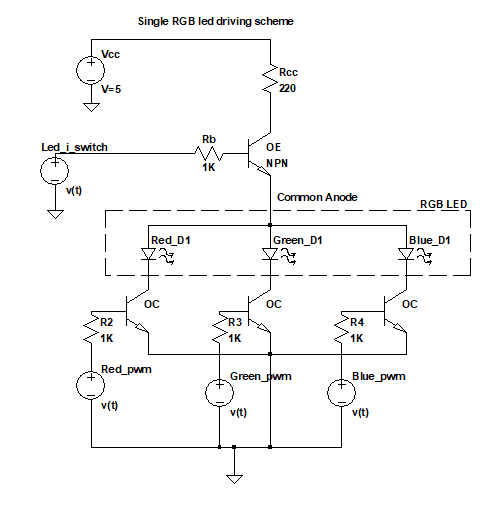 Single RGB led driving scheme
Vcc
V=5
Rcc
220
Led_i_switch
v(t)
Rb
1K
OE
NPN
Common Anode
RGB LED
Red_D1
Green_D1
Blue_D1
OC
OC
OC
R2
1K
R3
1K
R4
1K
Red_pwm
v(t)
Green_pwm
v(t)
Blue_pwm
v(t)